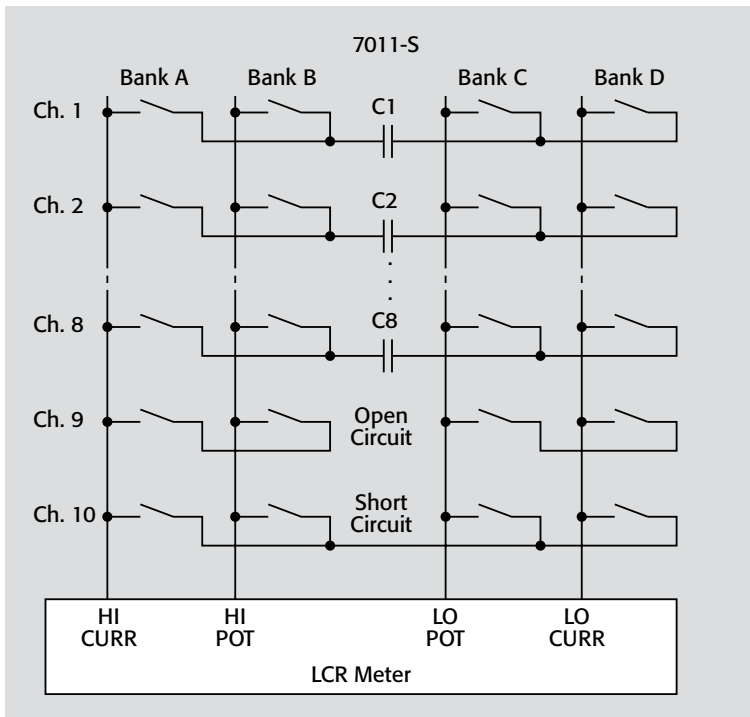 7011-S
Bank A Bank B Bank C Bank D
Ch. 1 C1
Ch. 2 C2
Ch. 8 C8
Ch. 9 Open
Circuit
Ch. 10 Short
Circuit
HI HI LO LO
CURR POT POT CURR
LCR Meter